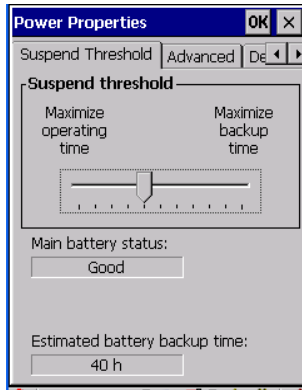 Power Properties OK ×
Suspend Threshold Advanced De
Suspend threshold
Maximize operating time
Maximize backup time
Main battery status:
Good
Estimated battery backup time:
40 h